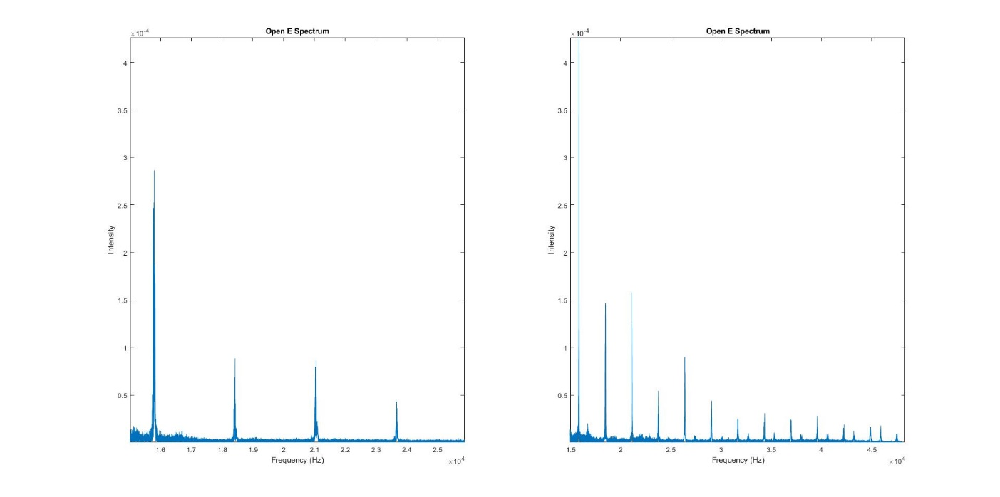 ×10⁻⁴
Open E Spectrum
4
3.5
3
2.5
2
1.5
1
0.5
Intensity
1.6 1.7 1.8 1.9 2 2.1 2.2 2.3 2.4 2.5
Frequency (Hz)
×10⁴
×10⁻⁴
Open E Spectrum
4
3.5
3
2.5
2
1.5
1
0.5
Intensity
1.5 2 2.5 3 3.5 4 4.5
Frequency (Hz)
×10⁴